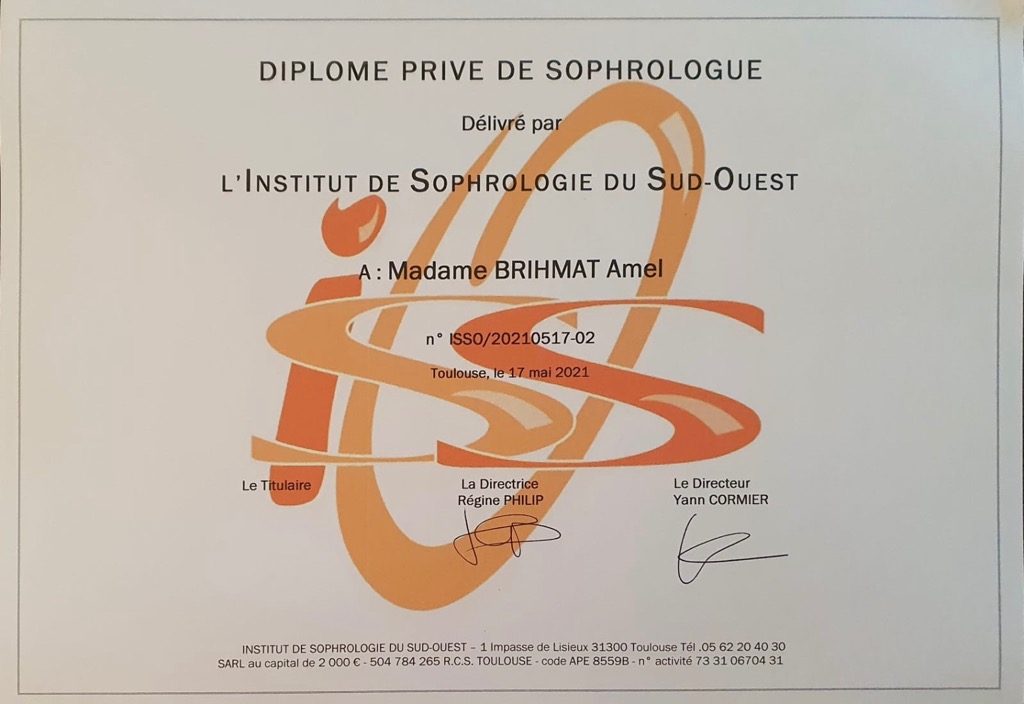 DIPLOME PRIVE DE SOPHROLOGUE
Délivré par
L'INSTITUT DE SOPHROLOGIE DU SUD-OUEST
A : Madame BRIHMAT Amel
n° ISSO/20210517-02
Toulouse, le 17 mai 2021
Le Titulaire
La Directrice
Régine PHILIP
Le Directeur
Yann CORMIER
INSTITUT DE SOPHROLOGIE DU SUD-OUEST – 1 Impasse de Lisieux 31300 Toulouse Tél .05 62 20 40 30
SARL au capital de 2 000 € - 504 784 265 R.C.S. TOULOUSE - code APE 8559B - n° activité 73 31 06704 31